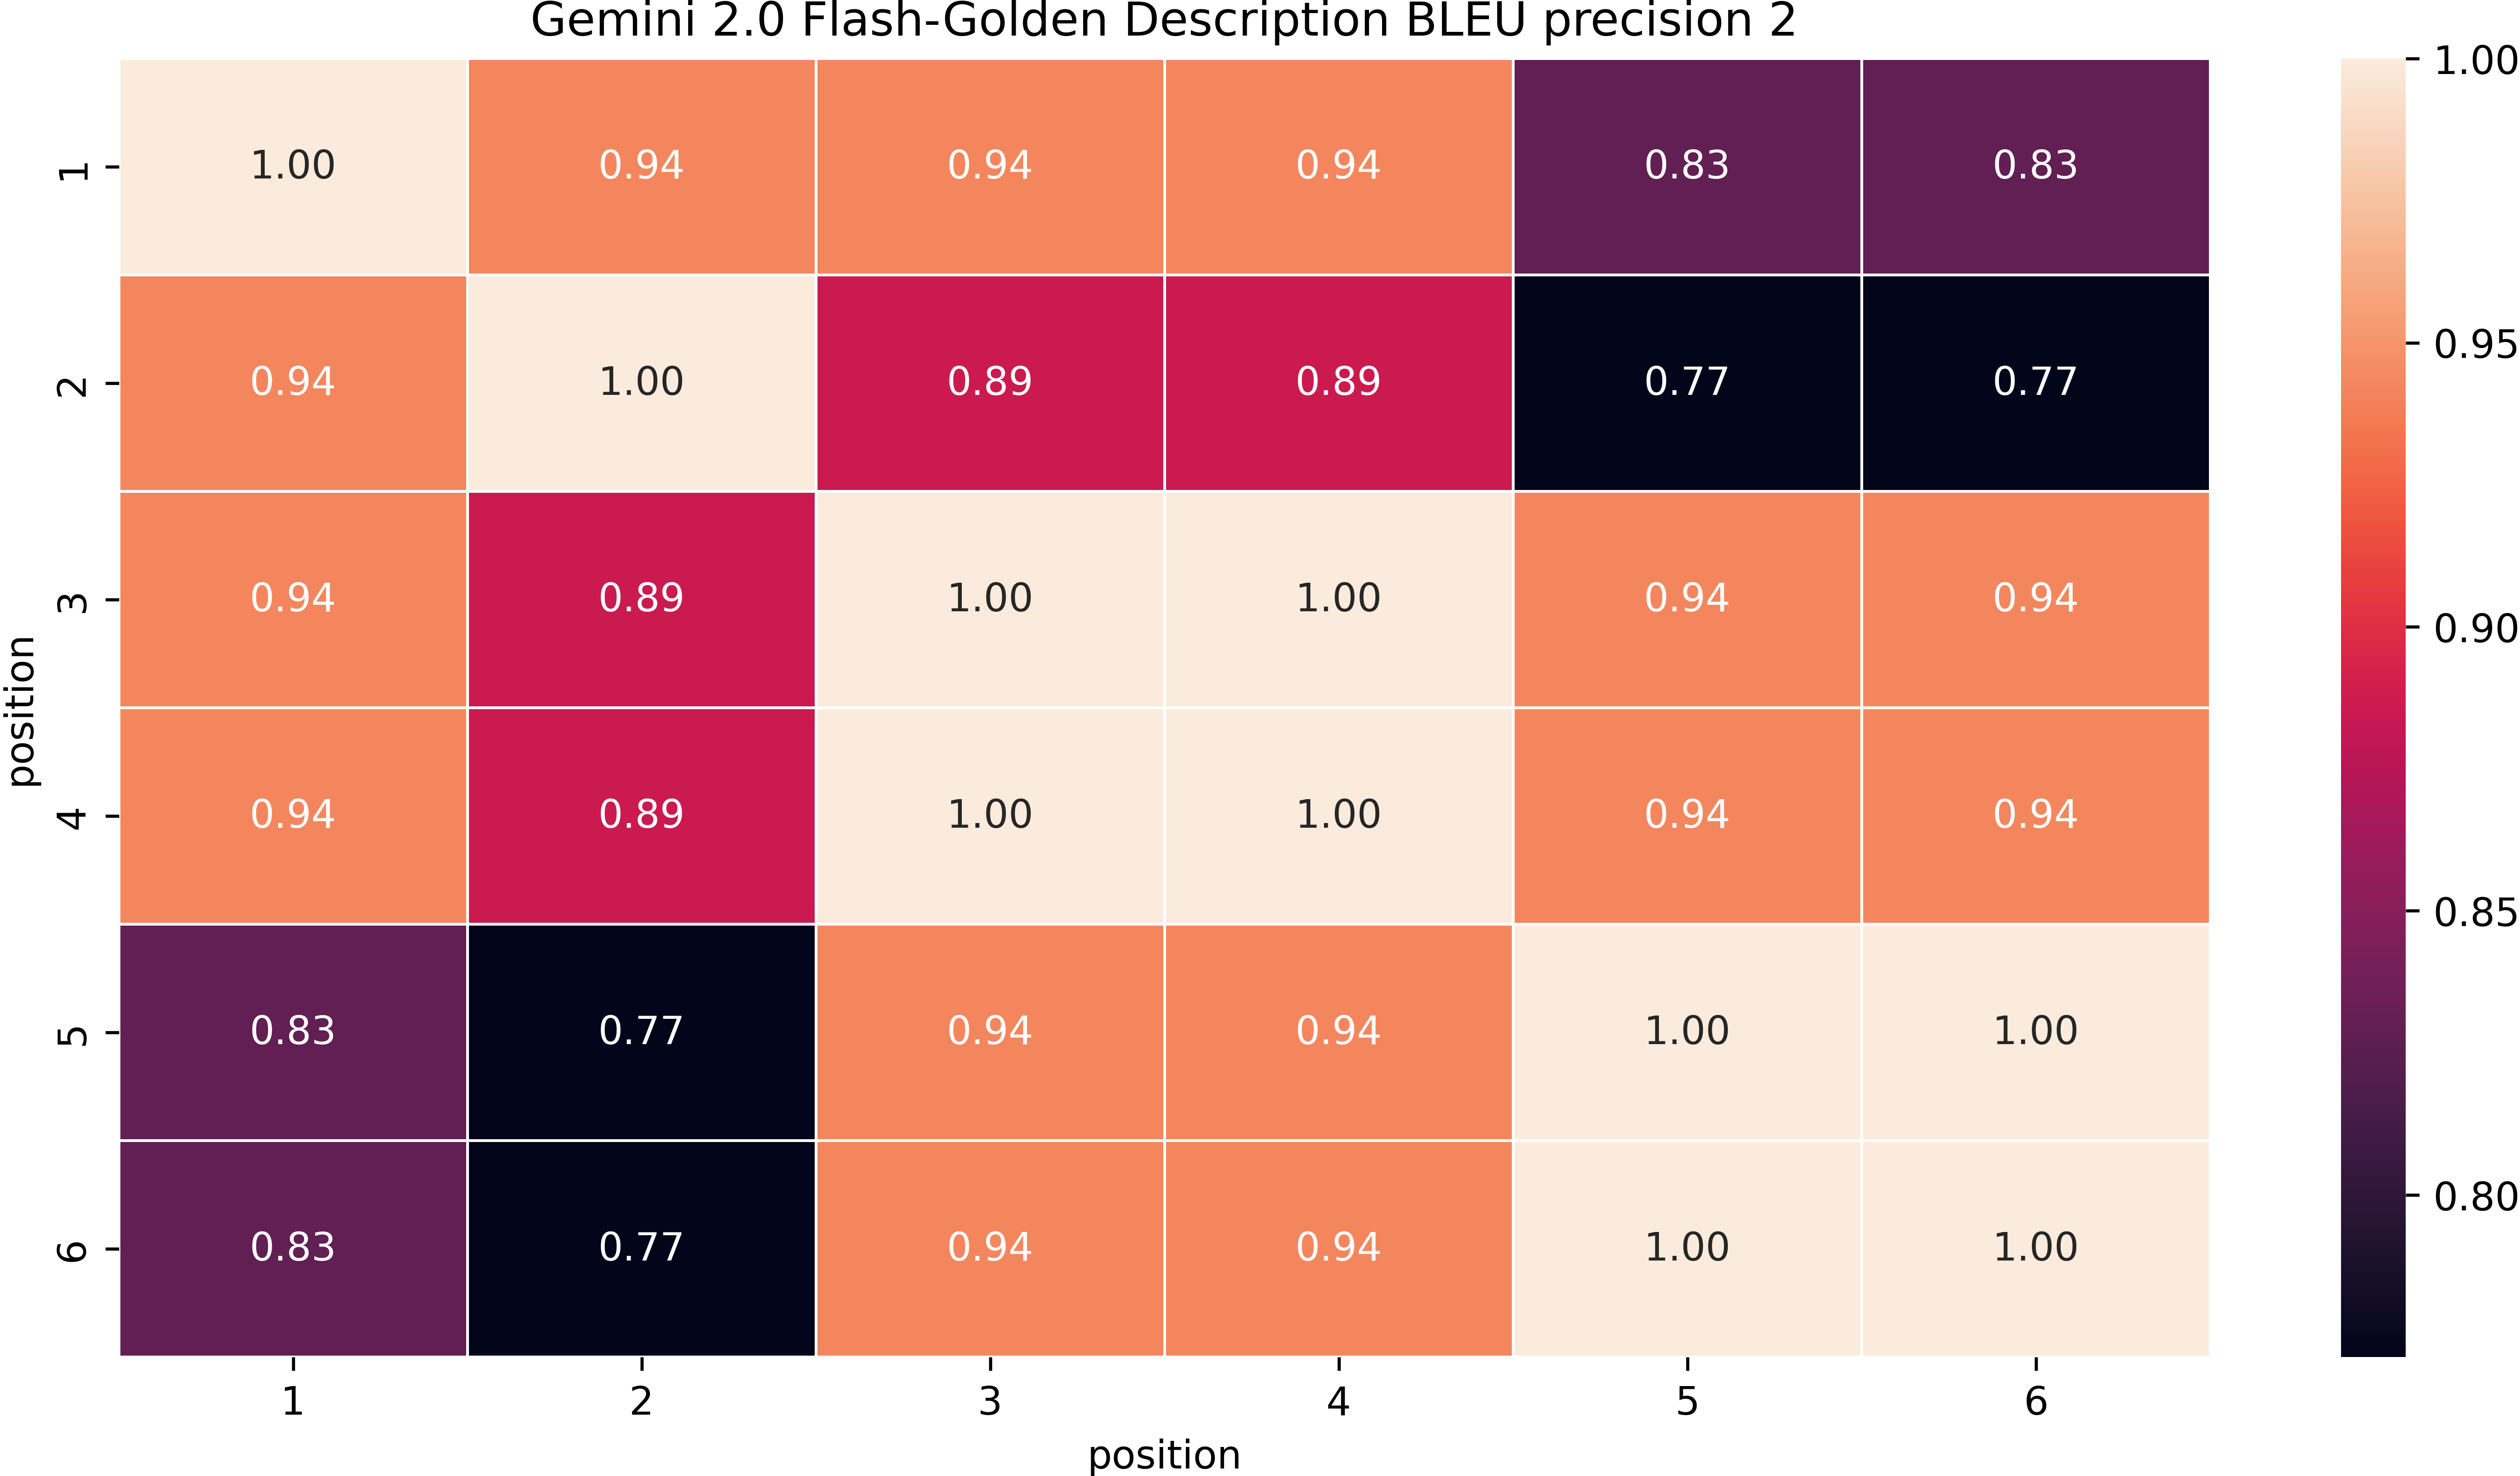 Gemini 2.0 Flash-Golden Description BLEU precision 2
1 1.00 0.94 0.94 0.94 0.83 0.83
2 0.94 1.00 0.89 0.89 0.77 0.77
3 0.94 0.89 1.00 1.00 0.94 0.94
4 0.94 0.89 1.00 1.00 0.94 0.94
5 0.83 0.77 0.94 0.94 1.00 1.00
6 0.83 0.77 0.94 0.94 1.00 1.00
1 2 3 4 5 6
position
position
1.00
0.95
0.90
0.85
0.80